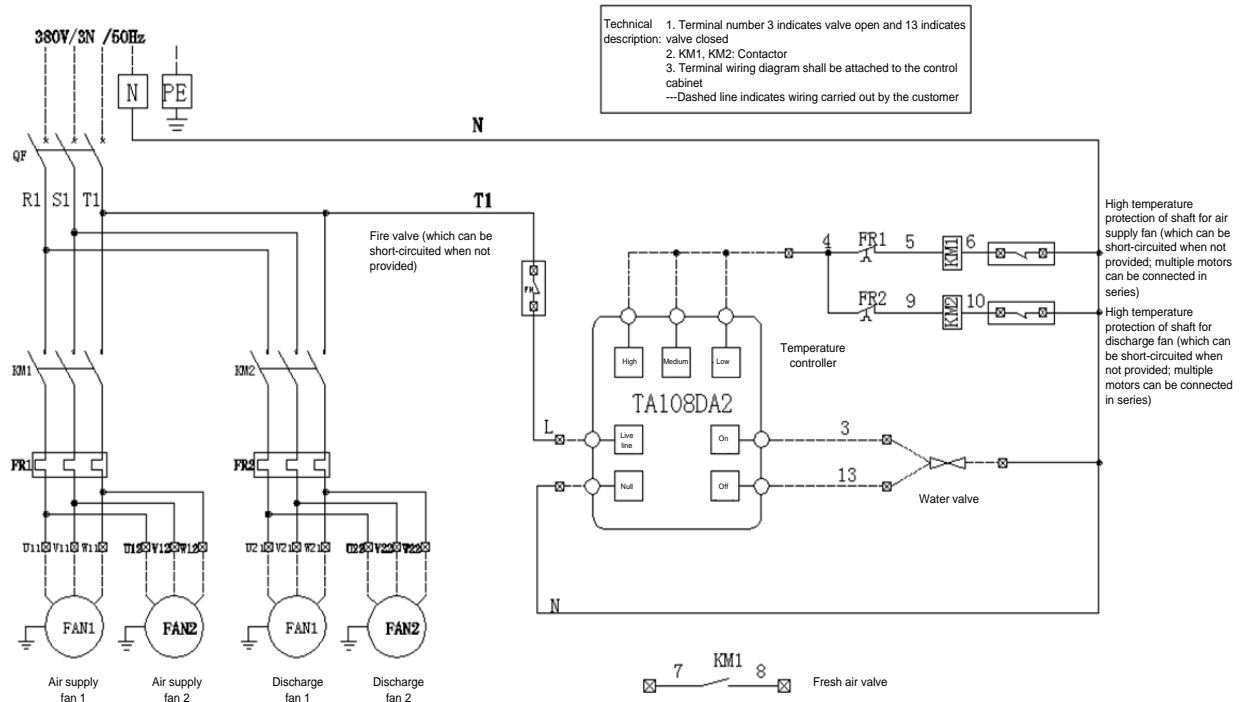 Technical description:
1. Terminal number 3 indicates valve open and 13 indicates
valve closed
2. KM1, KM2: Contactor
3. Terminal wiring diagram shall be attached to the control
cabinet
---Dashed line indicates wiring carried out by the customer
380V/3N /50Hz
N
PE
N
QF
R1
S1
T1
T1
Fire valve (which can be
short-circuited when not
provided)
FH
4
FR1
5
KM1
6
FR2
9
KM2
10
High temperature
protection of shaft for air
supply fan (which can be
short-circuited when not
provided; multiple motors
can be connected in
series)
High temperature
protection of shaft for
discharge fan (which can
be short-circuited when
not provided; multiple
motors can be connected
in series)
Temperature
controller
High
Medium
Low
TA108DA2
KM1
KM2
L
Live
line
On
3
Null
Off
13
Water valve
FR1
FR2
U11
V11
W11
U12
V12
W12
U21
V21
W21
U22
V22
W22
N
FAN1
FAN2
FAN1
FAN2
Air supply
fan 1
Air supply
fan 2
Discharge
fan 1
Discharge
fan 2
7
KM1
8
Fresh air valve